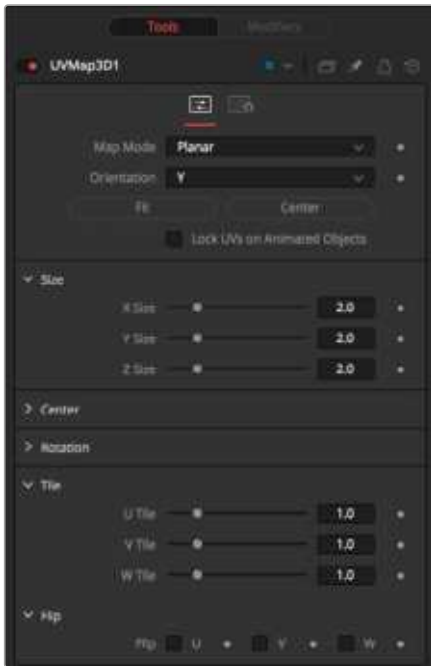 Tools Modifiers
UVMap3D1
Map Mode Planar
Orientation Y
Fit Center
Lock UVs on Animated Objects
Size
X Size 2.0
Y Size 2.0
Z Size 2.0
Center
Rotation
Tile
U Tile 1.0
V Tile 1.0
W Tile 1.0
Flip
Flip U V W